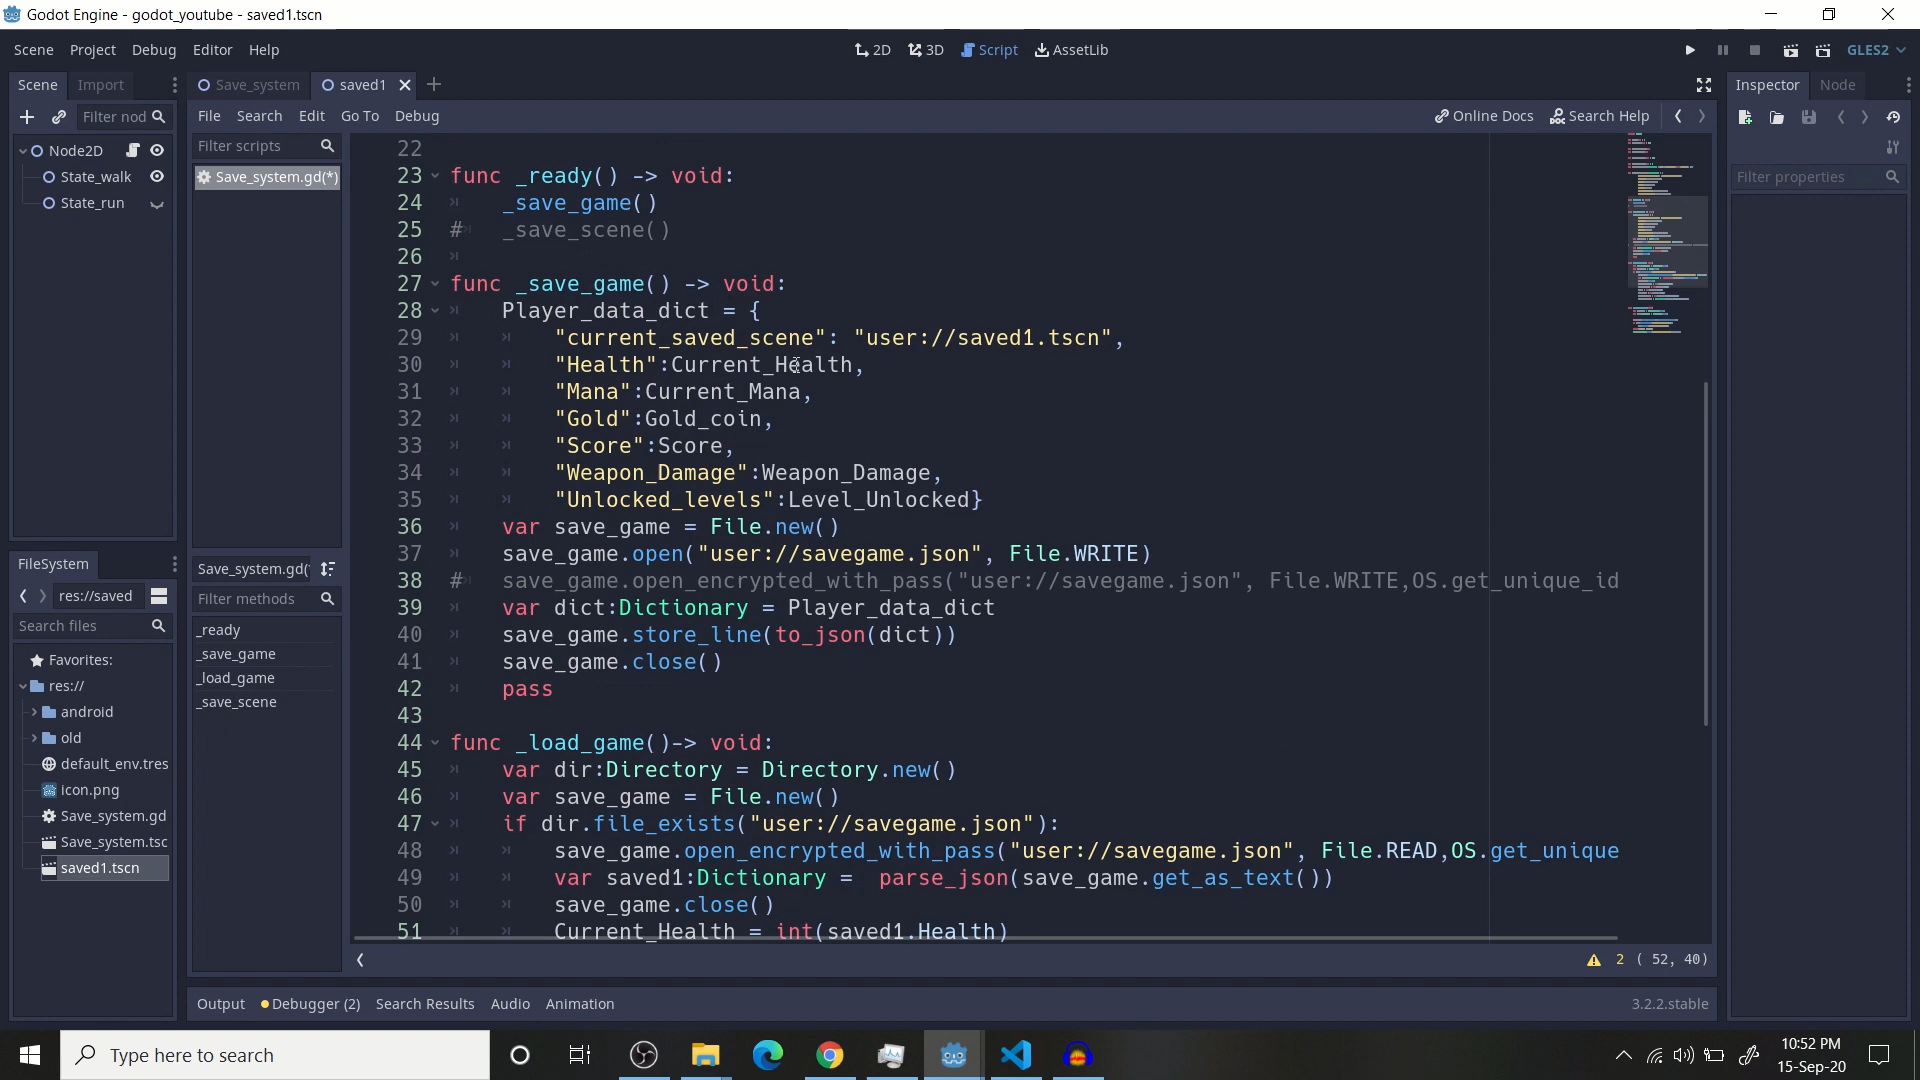 Godot Engine - godot_youtube - saved1.tscn
Scene Project Debug Editor Help
2D 3D Script AssetLib
GLES2
Scene Import
Save_system saved1
Inspector Node
Filter nod
File Search Edit Go To Debug
Online Docs Search Help
Node2D
State_walk
State_run
Filter scripts
Save_system.gd(*)
Filter properties
22
23 func _ready() -> void:
24 _save_game()
25 # _save_scene()
26
27 func _save_game() -> void:
28 Player_data_dict = {
29 "current_saved_scene": "user://saved1.tscn",
30 "Health":Current_Health,
31 "Mana":Current_Mana,
32 "Gold":Gold_coin,
33 "Score":Score,
34 "Weapon_Damage":Weapon_Damage,
35 "Unlocked_levels":Level_Unlocked}
36 var save_game = File.new()
37 save_game.open("user://savegame.json", File.WRITE)
38 # save_game.open_encrypted_with_pass("user://savegame.json", File.WRITE,OS.get_unique_id
39 var dict:Dictionary = Player_data_dict
40 save_game.store_line(to_json(dict))
41 save_game.close()
42 pass
43
44 func _load_game()-> void:
45 var dir:Directory = Directory.new()
46 var save_game = File.new()
47 if dir.file_exists("user://savegame.json"):
48 save_game.open_encrypted_with_pass("user://savegame.json", File.READ,OS.get_unique
49 var saved1:Dictionary = parse_json(save_game.get_as_text())
50 save_game.close()
51 Current_Health = int(saved1.Health)
FileSystem
res://saved
Search files
Favorites:
res://
android
old
default_env.tres
icon.png
Save_system.gd
Save_system.tsc
saved1.tscn
Save_system.gd(
Filter methods
_ready
_save_game
_load_game
_save_scene
2 ( 52, 40)
Output Debugger (2) Search Results Audio Animation
3.2.2.stable
Type here to search
10:52 PM
15-Sep-20